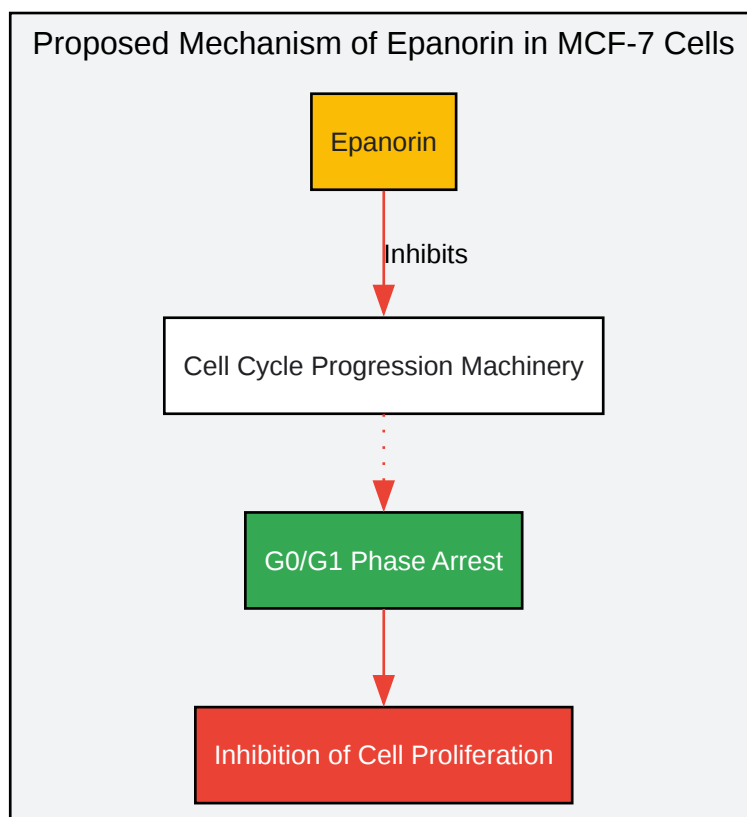 Proposed Mechanism of Epanorin in MCF-7 Cells
Epanorin
Inhibits
Cell Cycle Progression Machinery
G0/G1 Phase Arrest
Inhibition of Cell Proliferation